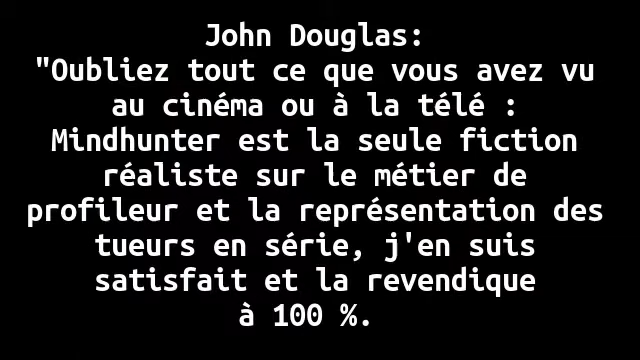 John Douglas:
"Oubliez tout ce que vous avez vu
au cinéma ou à la télé :
Mindhunter est la seule fiction
réaliste sur le métier de
profileur et la représentation des
tueurs en série, j'en suis
satisfait et la revendique
à 100 %.